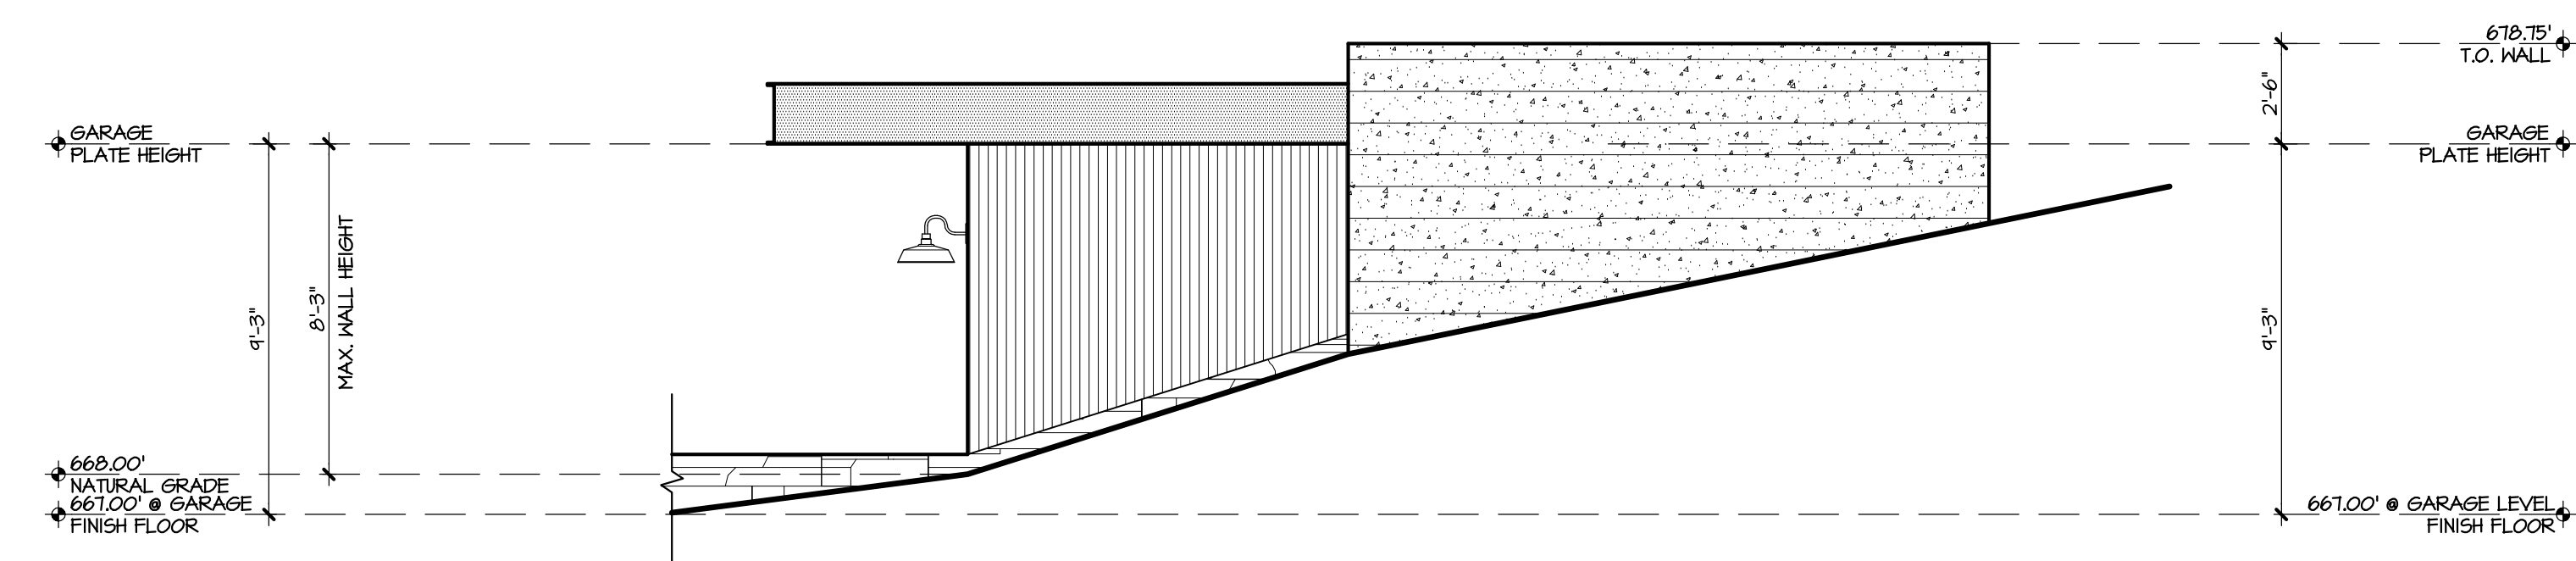 678.75'
T.O. WALL
2'-6"
GARAGE
PLATE HEIGHT
GARAGE
PLATE HEIGHT
9'-3"
8'-3"
MAX. WALL HEIGHT
9'-3"
668.00'
NATURAL GRADE
667.00' @ GARAGE
FINISH FLOOR
667.00' @ GARAGE LEVEL
FINISH FLOOR